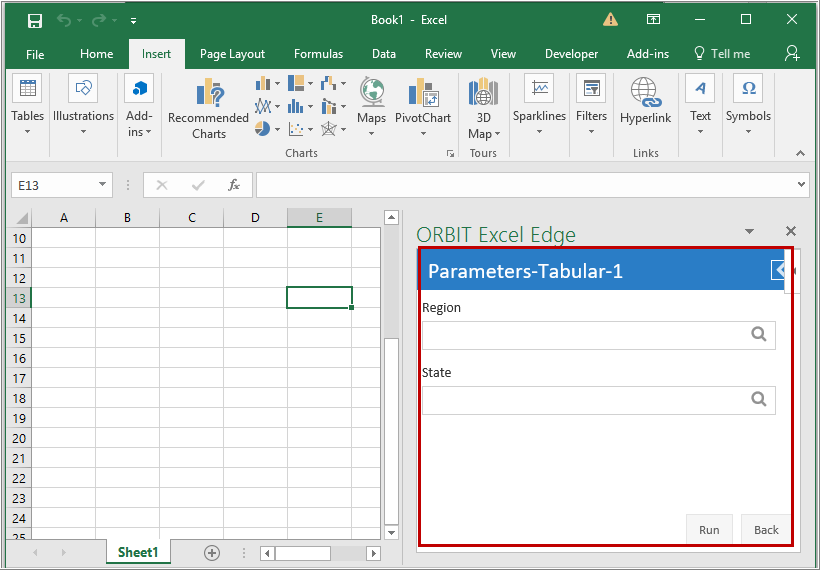 Book1 - Excel
File Home Insert Page Layout Formulas Data Review View Developer Add-ins Tell me
Tables
Illustrations
Add-
ins
Recommended
Charts
Maps
PivotChart
3D
Map
Sparklines
Filters
Hyperlink
Text
Symbols
Charts Tours Links
E13 fx
A B C D E
10
11
12
13
14
15
16
17
18
19
20
21
22
23
24
25
Sheet1
ORBIT Excel Edge
Parameters-Tabular-1
Region
State
Run Back